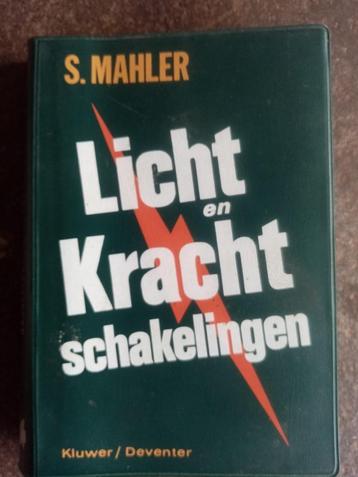 S. MAHLER
Licht
en
Kracht
schakelingen
Kluwer / Deventer